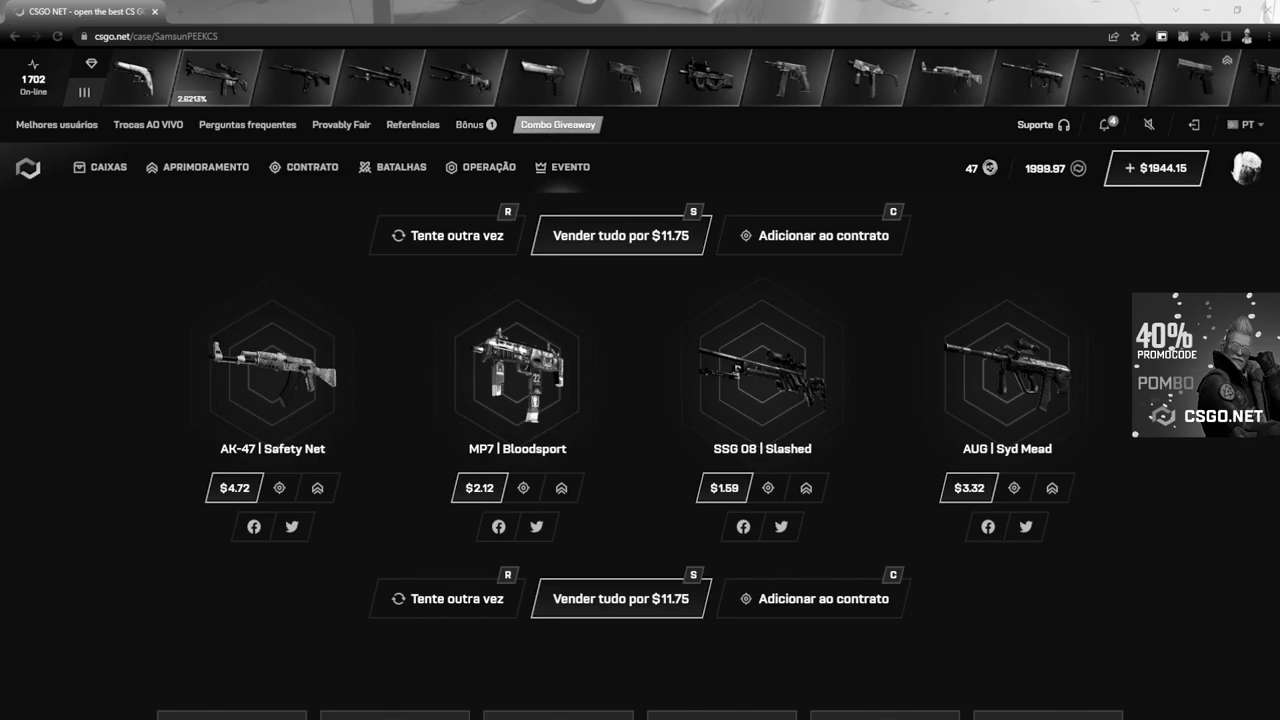 CSGO NET - open the best CS G
csgo.net/case/SamsunPEEKCS
1 702
On-line
2.6213%
Melhores usuários
Trocas AO VIVO
Perguntas frequentes
Provably Fair
Referências
Bônus 1
Combo Giveaway
Suporte
4
PT
CAIXAS
APRIMORAMENTO
CONTRATO
BATALHAS
OPERAÇÃO
EVENTO
47
1999.97
+ $1944.15
R
Tente outra vez
S
Vender tudo por $11.75
C
Adicionar ao contrato
40%
PROMOCODE
POMBO
CSGO.NET
AK-47 | Safety Net
MP7 | Bloodsport
SSG 08 | Slashed
AUG | Syd Mead
$4.72
$2.12
$1.59
$3.32
R
Tente outra vez
S
Vender tudo por $11.75
C
Adicionar ao contrato